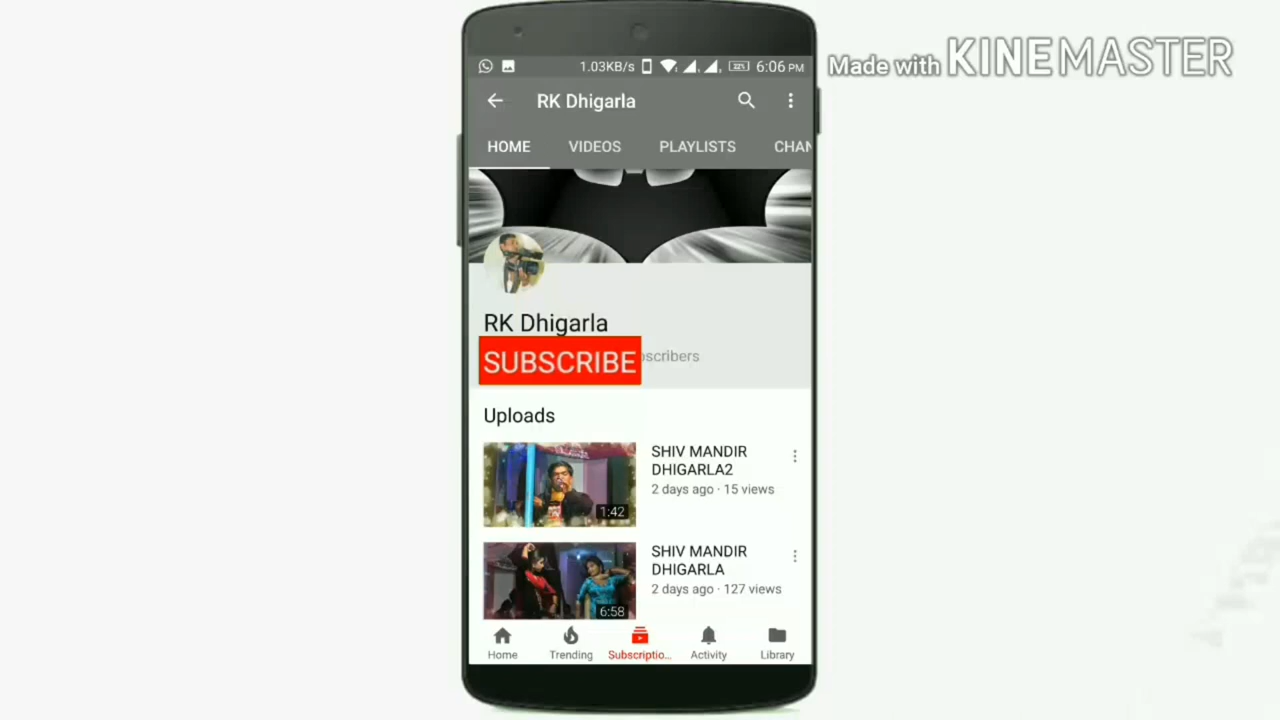 Made with KINEMASTER
1.03KB/s 6:06 PM
RK Dhigarla
HOME VIDEOS PLAYLISTS CHAN
RK Dhigarla
SUBSCRIBE bscribers
Uploads
SHIV MANDIR
DHIGARLA2
2 days ago · 15 views
1:42
SHIV MANDIR
DHIGARLA
2 days ago · 127 views
6:58
Home Trending Subscriptio... Activity Library